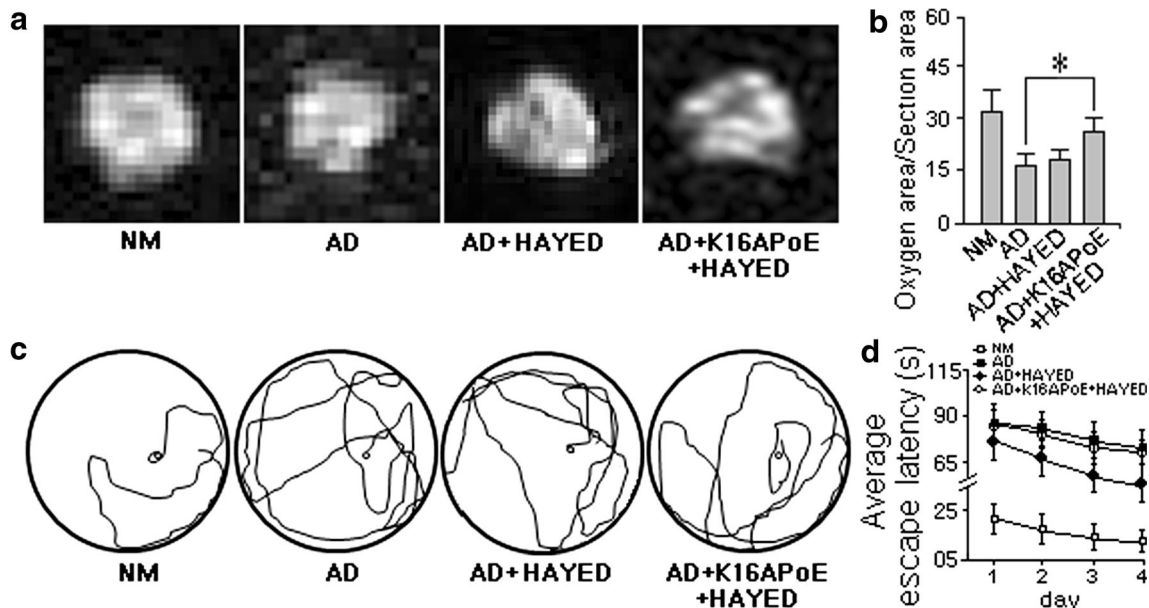 a
NM
AD
AD+HAYED
AD+K16APoE
+HAYED
b
Oxygen area/Section area
60
45
30
15
0
*
NM
AD
AD+HAYED
AD+K16APoE
+HAYED
c
NM
AD
AD+HAYED
AD+K16APoE
+HAYED
d
Average
escape latency (s)
NM
AD
AD+HAYED
AD+K16APoE+HAYED
115
90
65
25
05
1 2 3 4
day